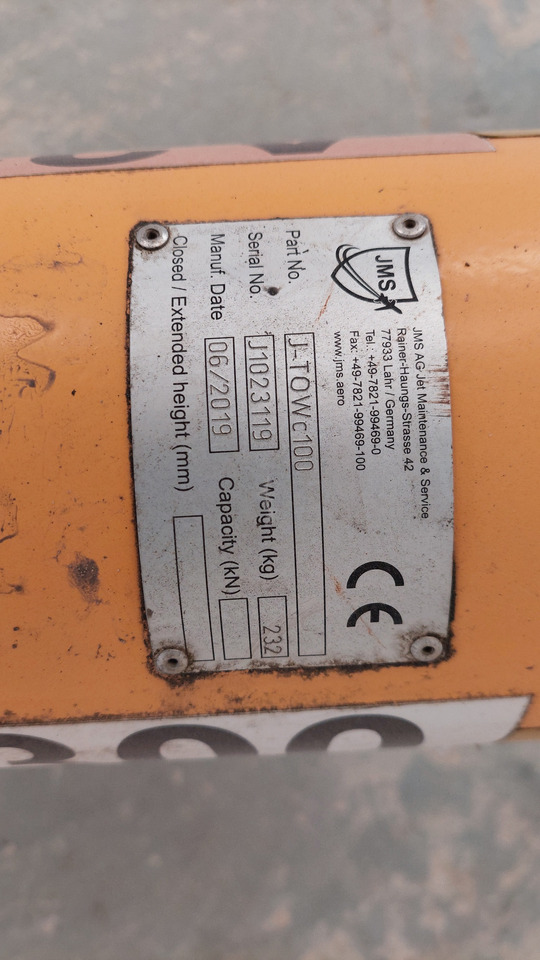 JMS
JMS AG-Jet Maintenance & Service
Rainer-Haungs-Strasse 42
77933 Lahr / Germany
Tel.: +49-7821-99469-0
Fax: +49-7821-99469-100
www.jms.aero
CE
Part No. J-TOWc100
Serial No. J1023119 Weight (kg) 232
Manuf. Date 06/2019 Capacity (kN)
Closed / Extended height (mm)